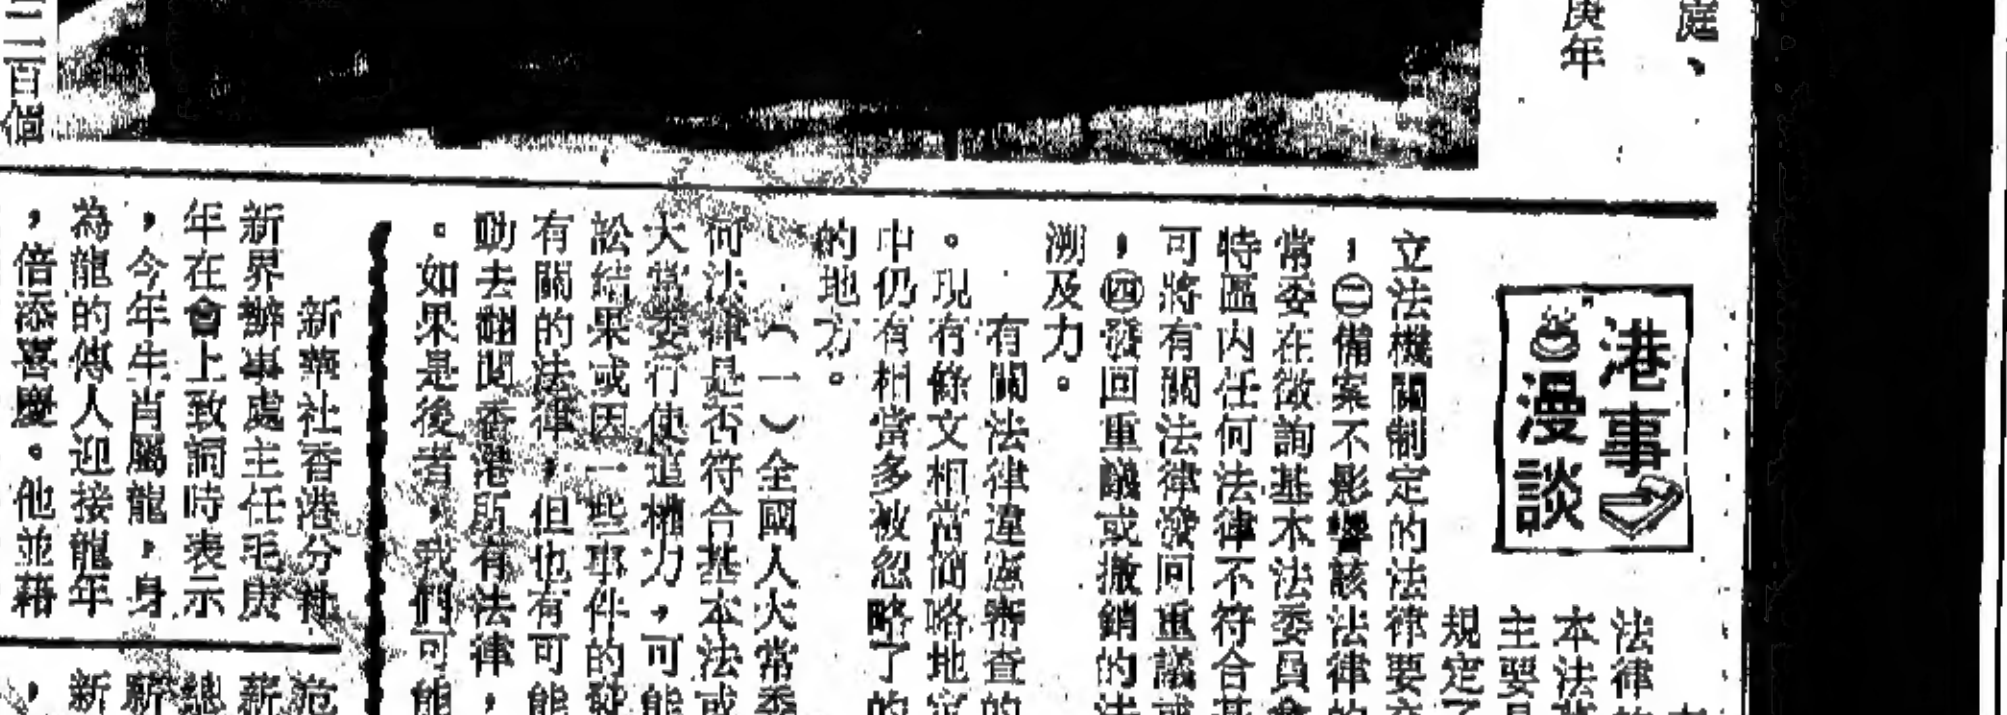 庭、
庚年
二百
港事
漫談
法律
本法
主要
規定了
立法機關制定的法律要
，㊂備案不影響該法律的
常委在徵詢基本法委員會
特區內任何法律不符合基
可將有關法律發回重議或
，㊃發回重議或撤銷的法
溯及力。
有關法律違憲審查的
。現有條文相當簡略地
中仍有相當多被忽略了的
的地方。
（一）全國人大常委
何法律是否符合基本法或
大常委行使這權力，可能
訟結果或因一些事件的發
有關的法律，但也有可能
動去翻閱香港所有法律，
。如果是後者，我們可能
新華社香港分社
新界辦事處主任毛庚
年在會上致詞時表示
，今年生肖屬龍，身
為龍的傳人迎接龍年
，倍添喜慶。他並藉
薪
總
新